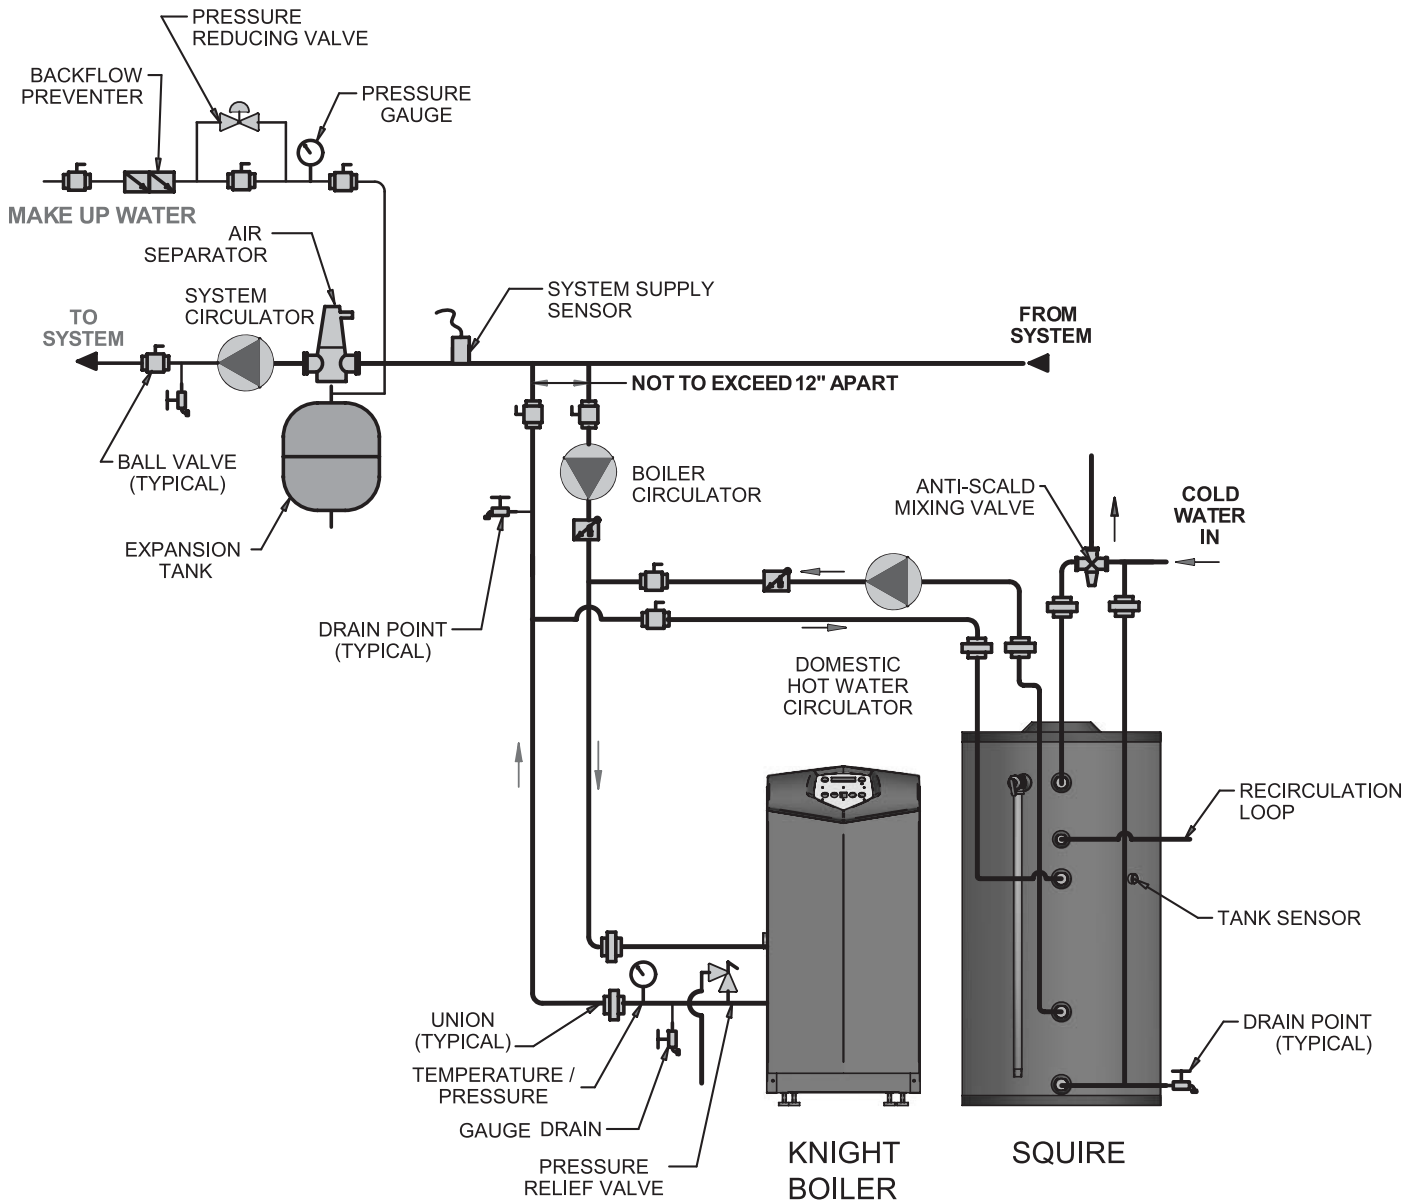 PRESSURE
REDUCING VALVE
BACKFLOW
PREVENTER
PRESSURE
GAUGE
MAKE UP WATER
AIR
SEPARATOR
SYSTEM
CIRCULATOR
SYSTEM SUPPLY
SENSOR
TO
SYSTEM
FROM
SYSTEM
NOT TO EXCEED 12" APART
BALL VALVE
(TYPICAL)
BOILER
CIRCULATOR
ANTI-SCALD
MIXING VALVE
COLD
WATER
IN
EXPANSION
TANK
DRAIN POINT
(TYPICAL)
DOMESTIC
HOT WATER
CIRCULATOR
RECIRCULATION
LOOP
TANK SENSOR
UNION
(TYPICAL)
DRAIN POINT
(TYPICAL)
TEMPERATURE /
PRESSURE
GAUGE DRAIN
PRESSURE
RELIEF VALVE
KNIGHT
BOILER
SQUIRE